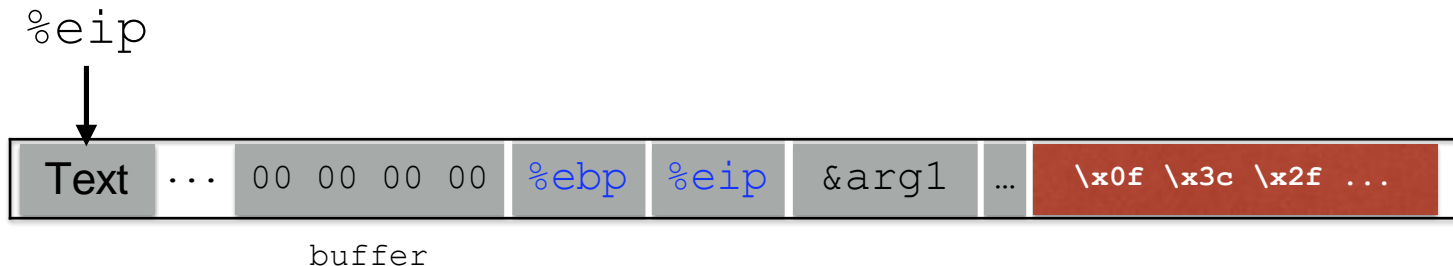 %eip
Text ... 00 00 00 00 %ebp %eip &arg1 … \x0f \x3c \x2f ...
buffer